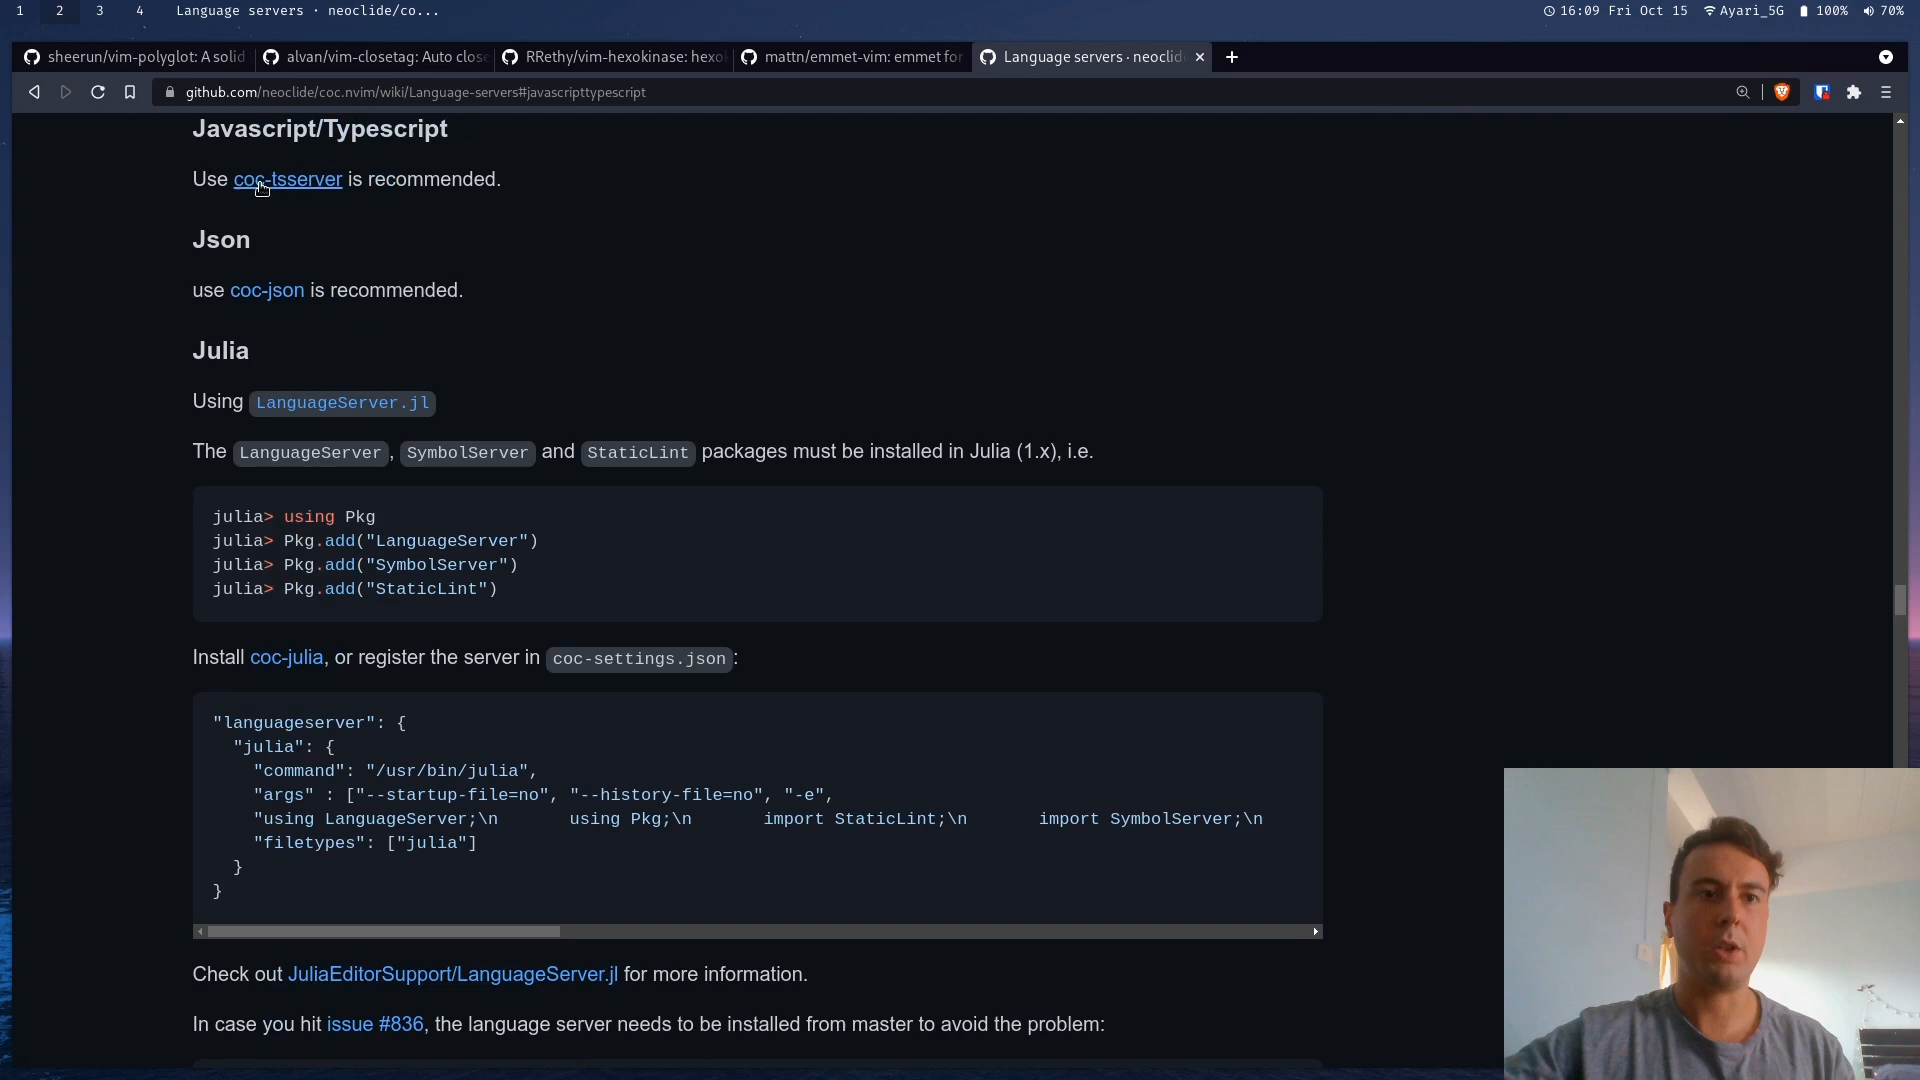 1 2 3 4 Language servers · neoclide/co... 16:09 Fri Oct 15 Ayari_5G 100% 70%
sheerun/vim-polyglot: A solid alvan/vim-closetag: Auto close RRethy/vim-hexokinase: hexo mattn/emmet-vim: emmet for Language servers · neoclide
github.com/neoclide/coc.nvim/wiki/Language-servers#javascripttypescript
Javascript/Typescript
Use coc-tsserver is recommended.
Json
use coc-json is recommended.
Julia
Using LanguageServer.jl
The LanguageServer, SymbolServer and StaticLint packages must be installed in Julia (1.x), i.e.
julia> using Pkg
julia> Pkg.add("LanguageServer")
julia> Pkg.add("SymbolServer")
julia> Pkg.add("StaticLint")
Install coc-julia, or register the server in coc-settings.json:
"languageserver": {
"julia": {
"command": "/usr/bin/julia",
"args" : ["--startup-file=no", "--history-file=no", "-e",
"using LanguageServer;\n using Pkg;\n import StaticLint;\n import SymbolServer;\n
"filetypes": ["julia"]
}
}
Check out JuliaEditorSupport/LanguageServer.jl for more information.
In case you hit issue #836, the language server needs to be installed from master to avoid the problem: